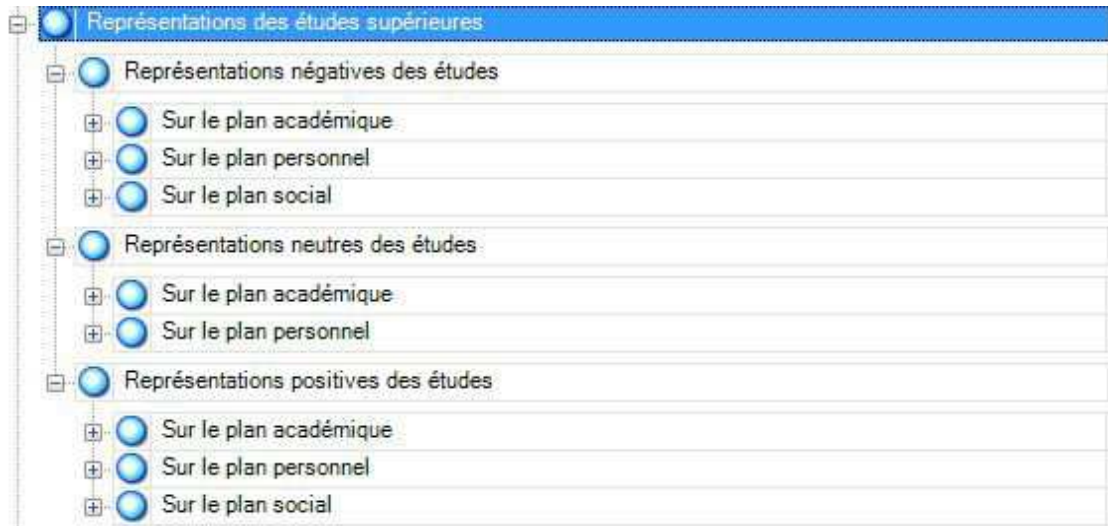 Représentations des études supérieures
Représentations négatives des études
Sur le plan académique
Sur le plan personnel
Sur le plan social
Représentations neutres des études
Sur le plan académique
Sur le plan personnel
Représentations positives des études
Sur le plan académique
Sur le plan personnel
Sur le plan social